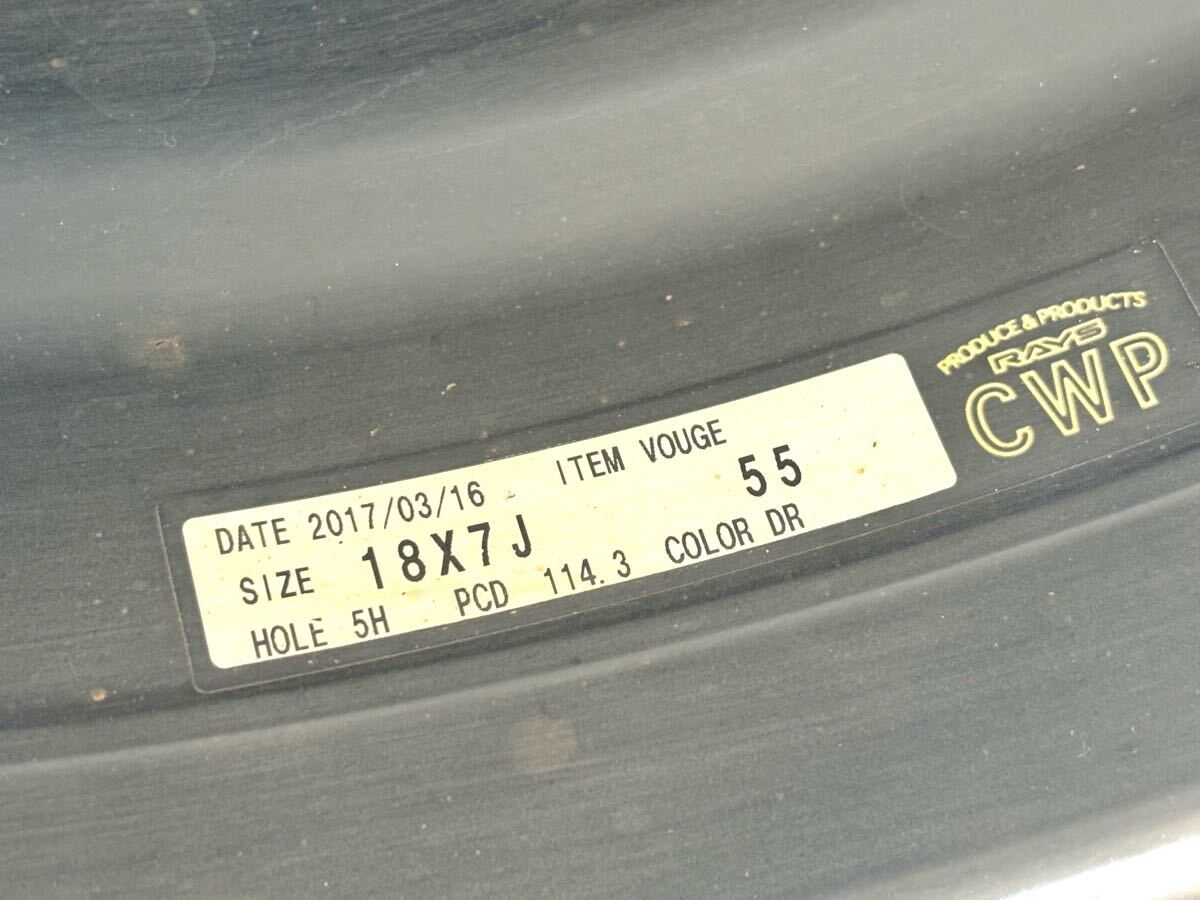 DATE 2017/03/16 ITEM VOUGE
SIZE 18X7J 55
HOLE 5H PCD 114.3 COLOR DR
PRODUCE & PRODUCTS
RAYS
CWP